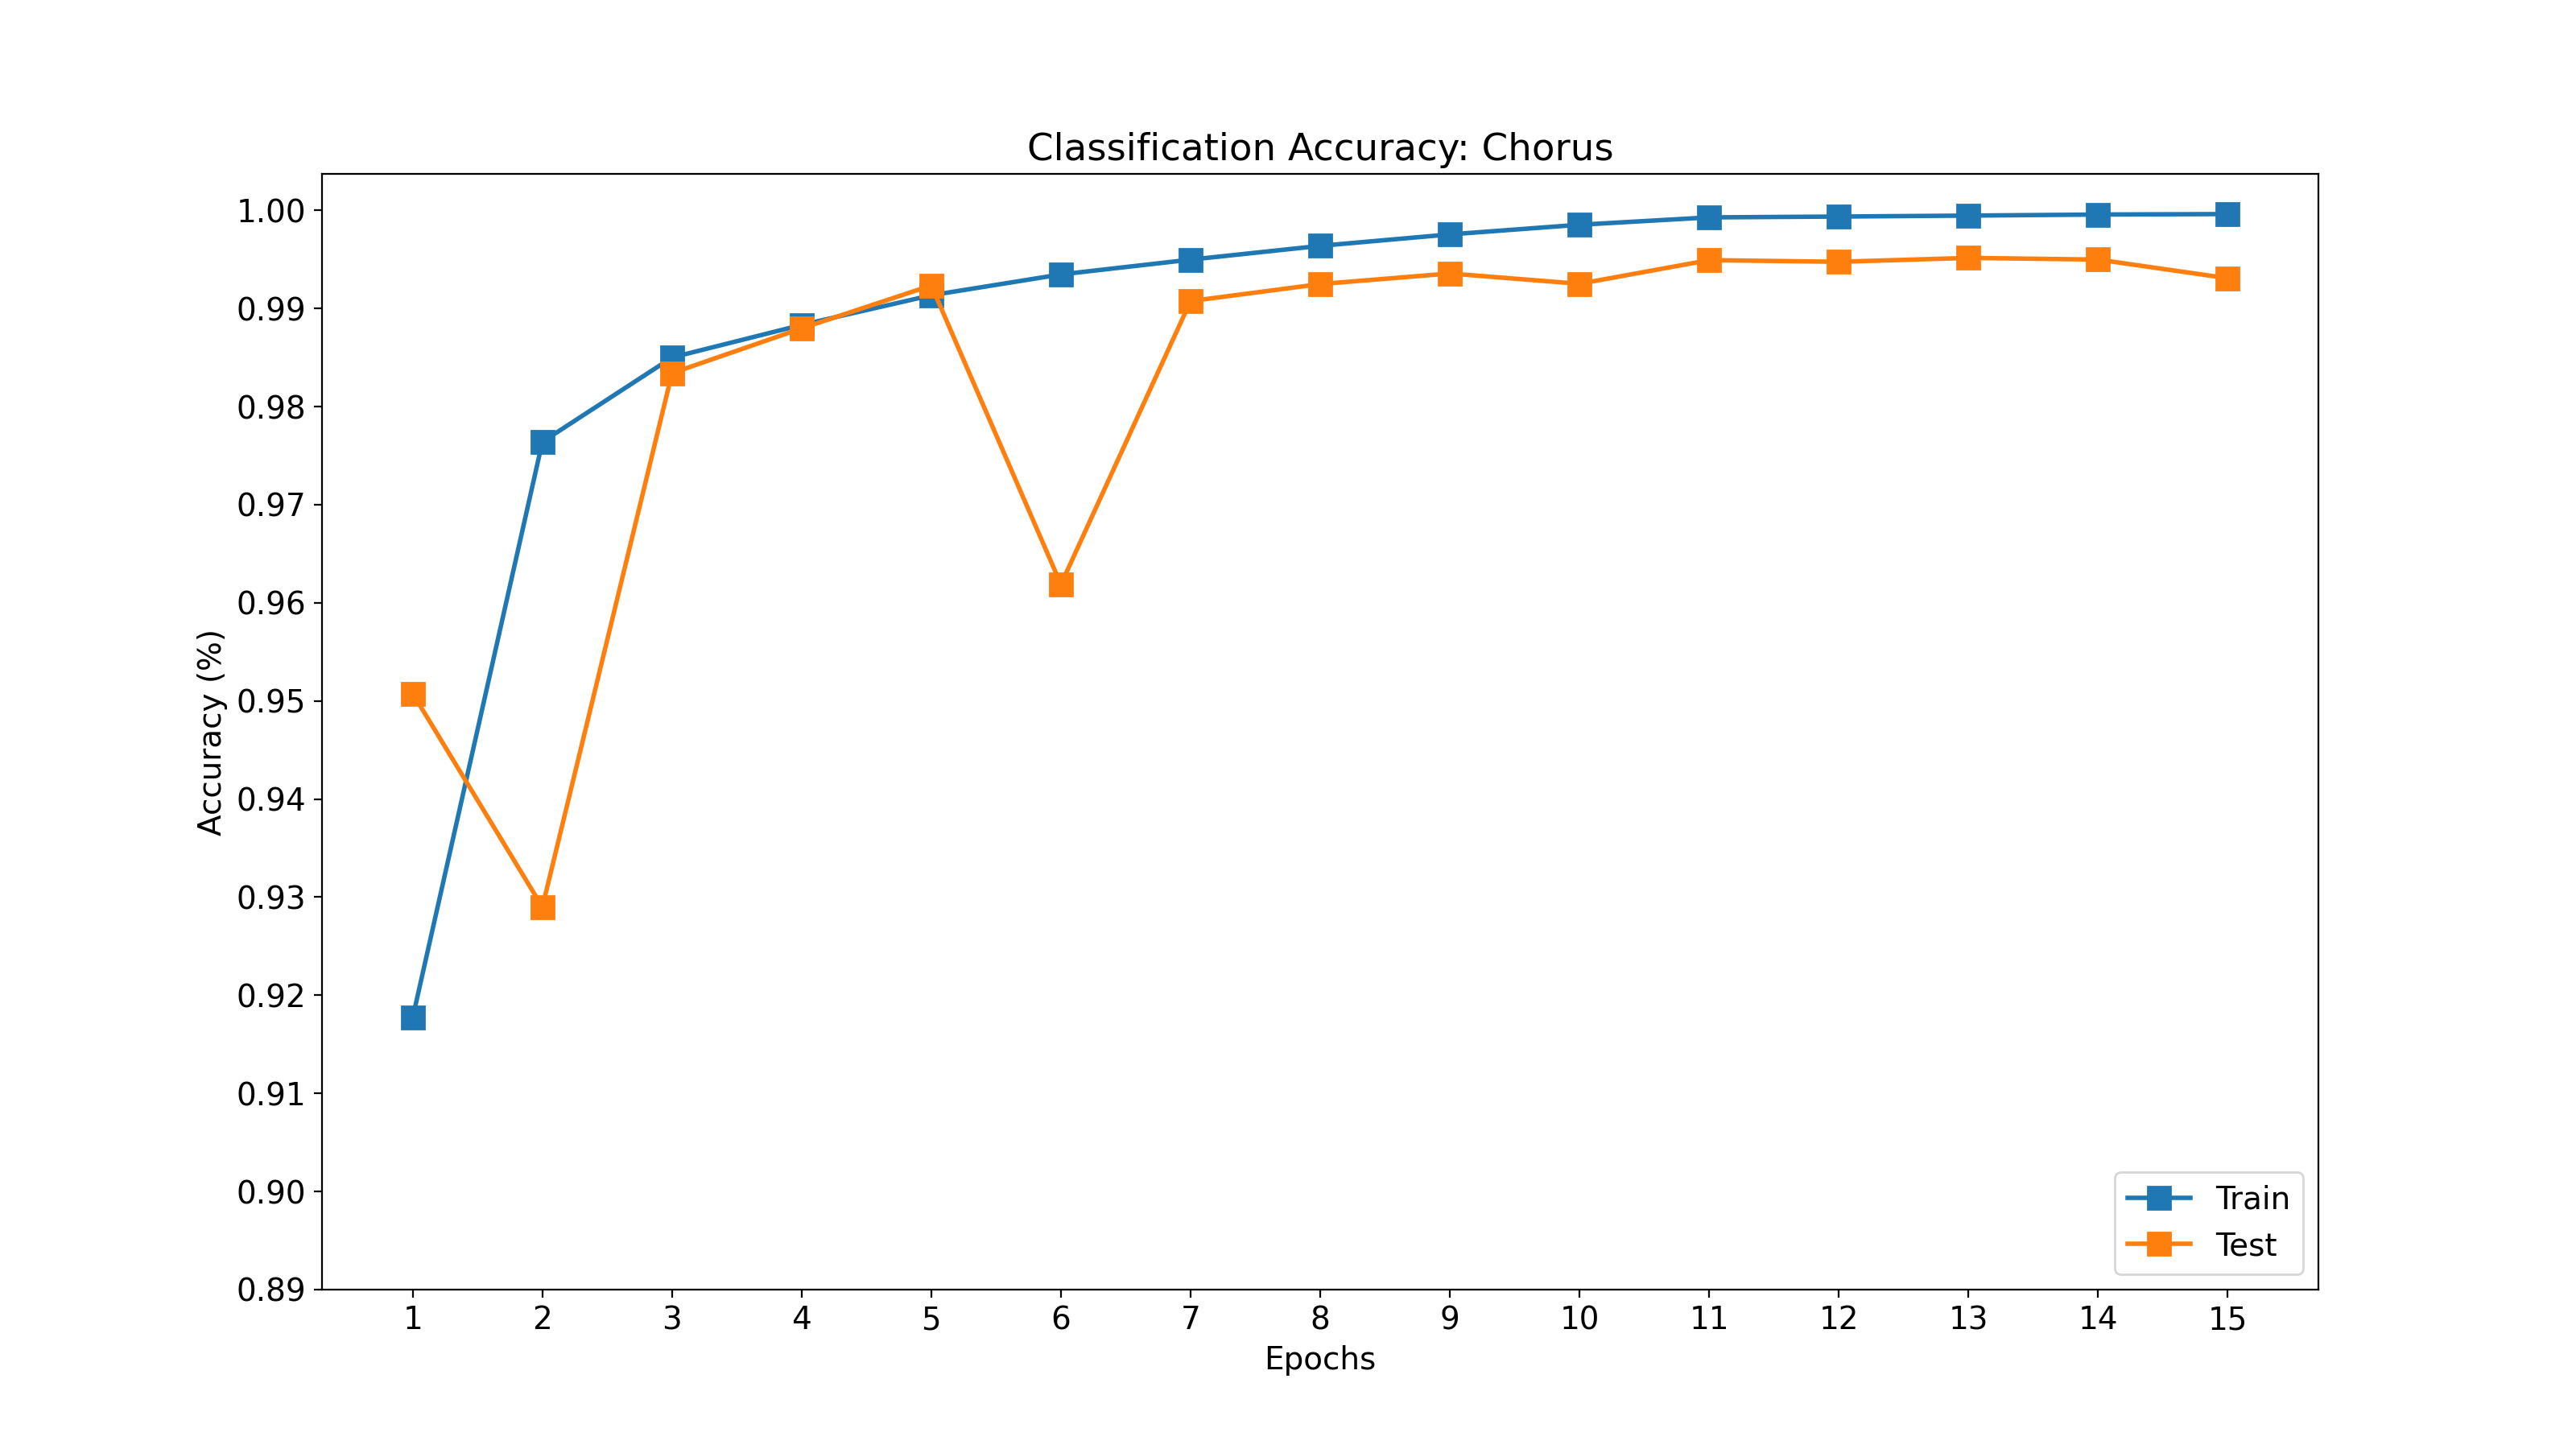 Classification Accuracy: Chorus
Accuracy (%)
1.00
0.99
0.98
0.97
0.96
0.95
0.94
0.93
0.92
0.91
0.90
0.89
1 2 3 4 5 6 7 8 9 10 11 12 13 14 15
Epochs
Train
Test